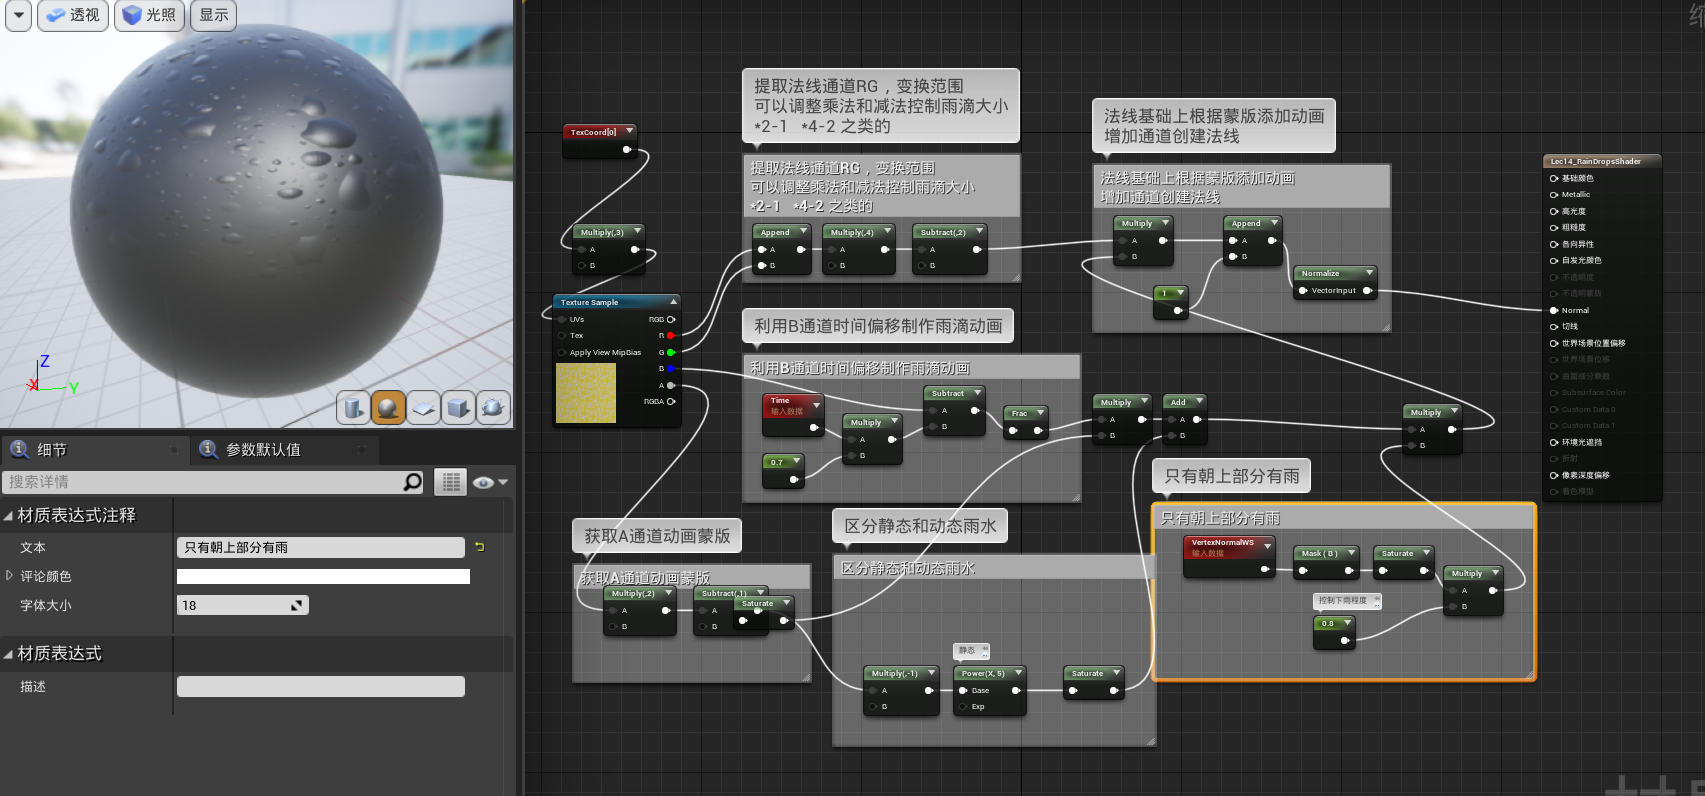 透视
光照
显示
Z
Y
X
细节
参数默认值
搜索详情
材质表达式注释
文本
只有朝上部分有雨
评论颜色
字体大小
18
材质表达式
描述
TexCoord[0]
Multiply(,3)
A
B
Texture Sample
UVs
RGB
Tex
R
Apply View MipBias
G
B
A
RGBA
提取法线通道RG，变换范围
可以调整乘法和减法控制雨滴大小
*2-1 *4-2 之类的
提取法线通道RG，变换范围
可以调整乘法和减法控制雨滴大小
*2-1 *4-2 之类的
Append
A
B
Multiply(,4)
A
B
Subtract(,2)
A
B
利用B通道时间偏移制作雨滴动画
利用B通道时间偏移制作雨滴动画
Time
输入数据
0.7
Multiply
A
B
Subtract
A
B
Frac
Multiply
A
B
Add
A
B
法线基础上根据蒙版添加动画
增加通道创建法线
法线基础上根据蒙版添加动画
增加通道创建法线
Multiply
A
B
Append
A
B
1
Normalize
VectorInput
Multiply
A
B
获取A通道动画蒙版
获取A通道动画蒙版
Multiply(,2)
A
B
Subtract(,1)
A
B
Saturate
区分静态和动态雨水
区分静态和动态雨水
Multiply(,-1)
A
B
静态
Power(X, 5)
Base
Exp
Saturate
只有朝上部分有雨
只有朝上部分有雨
VertexNormalWS
输入数据
Mask ( B )
Saturate
控制下雨程度
0.8
Multiply
A
B
Lec14_RainDropsShader
基础颜色
Metallic
高光度
粗糙度
各向异性
自发光颜色
不透明度
不透明蒙版
Normal
切线
世界场景位置偏移
世界场景位移
曲面细分乘数
Subsurface Color
Custom Data 0
Custom Data 1
环境光遮挡
折射
像素深度偏移
着色模型